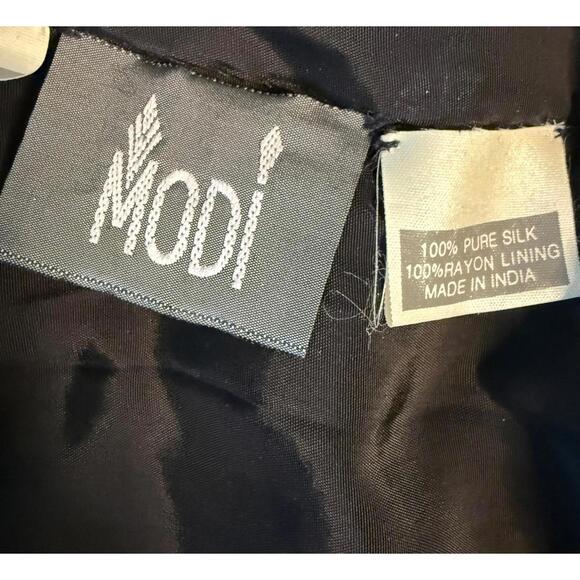 MODI
100% PURE SILK
100%RAYON LINING
MADE IN INDIA